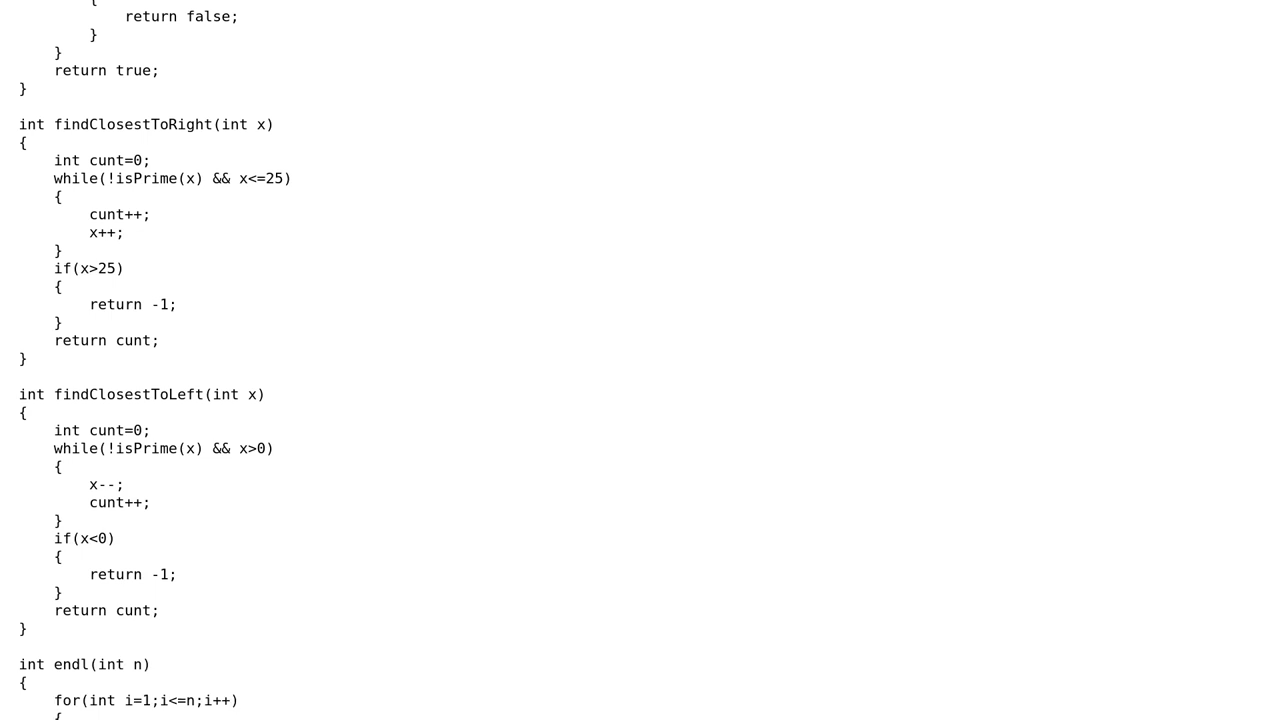 {
return false;
}
}
return true;
}
int findClosestToRight(int x)
{
int cunt=0;
while(!isPrime(x) && x<=25)
{
cunt++;
x++;
}
if(x>25)
{
return -1;
}
return cunt;
}
int findClosestToLeft(int x)
{
int cunt=0;
while(!isPrime(x) && x>0)
{
x--;
cunt++;
}
if(x<0)
{
return -1;
}
return cunt;
}
int endl(int n)
{
for(int i=1;i<=n;i++)
{